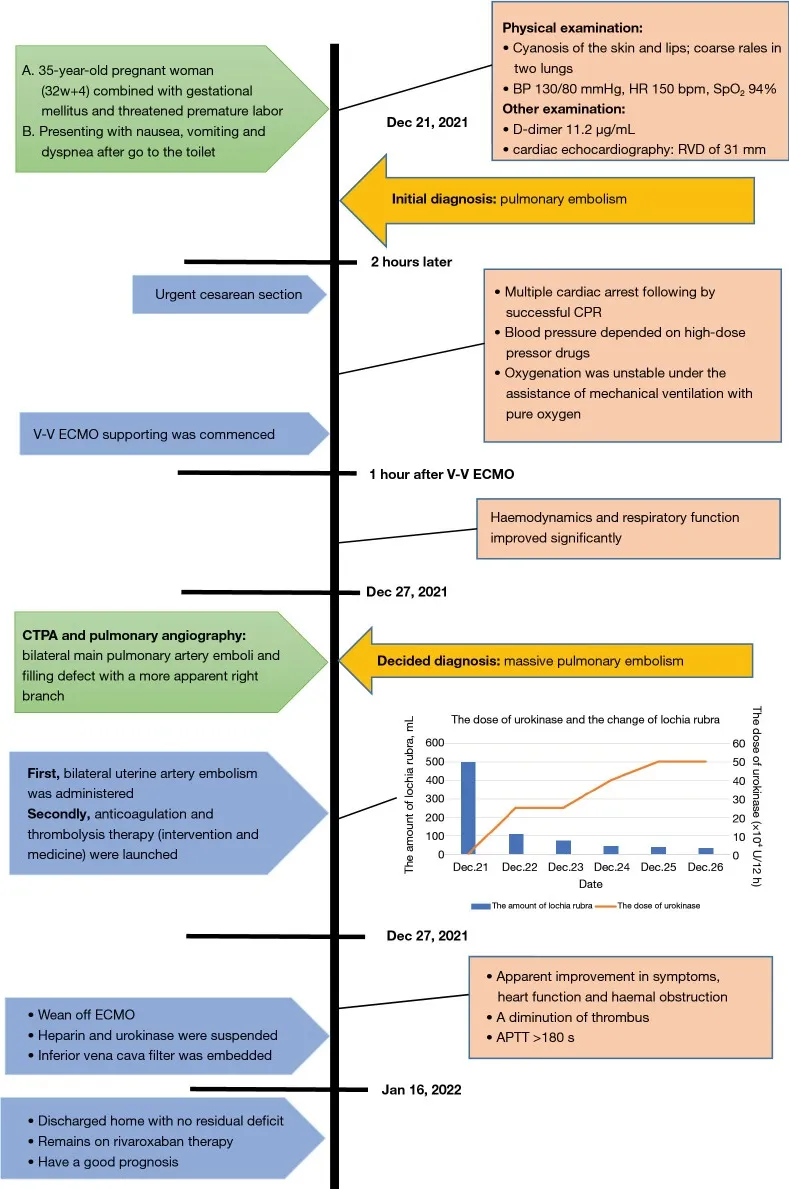 A. 35-year-old pregnant woman
(32w+4) combined with gestational
mellitus and threatened premature labor
B. Presenting with nausea, vomiting and
dyspnea after go to the toilet
Physical examination:
• Cyanosis of the skin and lips; coarse rales in
two lungs
• BP 130/80 mmHg, HR 150 bpm, SpO₂ 94%
Other examination:
• D-dimer 11.2 μg/mL
• cardiac echocardiography: RVD of 31 mm
Dec 21, 2021
Initial diagnosis: pulmonary embolism
2 hours later
Urgent cesarean section
• Multiple cardiac arrest following by
successful CPR
• Blood pressure depended on high-dose
pressor drugs
• Oxygenation was unstable under the
assistance of mechanical ventilation with
pure oxygen
V-V ECMO supporting was commenced
1 hour after V-V ECMO
Haemodynamics and respiratory function
improved significantly
Dec 27, 2021
CTPA and pulmonary angiography:
bilateral main pulmonary artery emboli and
filling defect with a more apparent right
branch
Decided diagnosis: massive pulmonary embolism
First, bilateral uterine artery embolism
was administered
Secondly, anticoagulation and
thrombolysis therapy (intervention and
medicine) were launched
The dose of urokinase and the change of lochia rubra
The amount of lochia rubra, mL
600
500
400
300
200
100
0
60
50
40
30
20
10
0
The dose of urokinase (×10⁴ U/12 h)
Dec.21 Dec.22 Dec.23 Dec.24 Dec.25 Dec.26
Date
The amount of lochia rubra The dose of urokinase
Dec 27, 2021
• Apparent improvement in symptoms,
heart function and haemal obstruction
• A diminution of thrombus
• APTT >180 s
• Wean off ECMO
• Heparin and urokinase were suspended
• Inferior vena cava filter was embedded
Jan 16, 2022
• Discharged home with no residual deficit
• Remains on rivaroxaban therapy
• Have a good prognosis